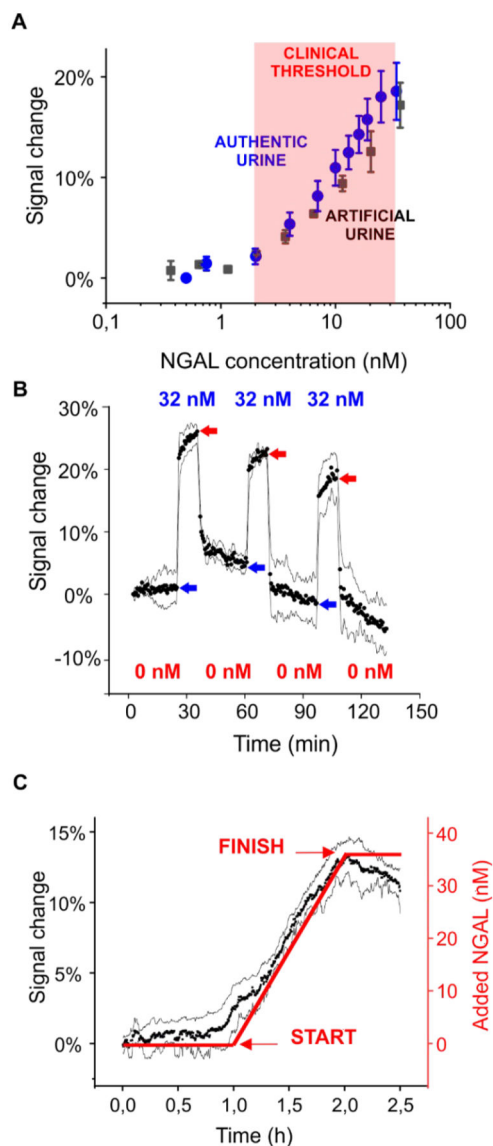 A
CLINICAL
THRESHOLD
20%
AUTHENTIC
URINE
Signal change
10%
ARTIFICIAL
URINE
0%
0,1
1
10
100
NGAL concentration (nM)
B
32 nM
32 nM
32 nM
30%
20%
Signal change
10%
0%
-10%
0 nM
0 nM
0 nM
0 nM
0
30
60
90
120
150
Time (min)
C
15%
40
FINISH
30
10%
Signal change
20
Added NGAL (nM)
5%
10
START
0%
0
0,0
0,5
1,0
1,5
2,0
2,5
Time (h)